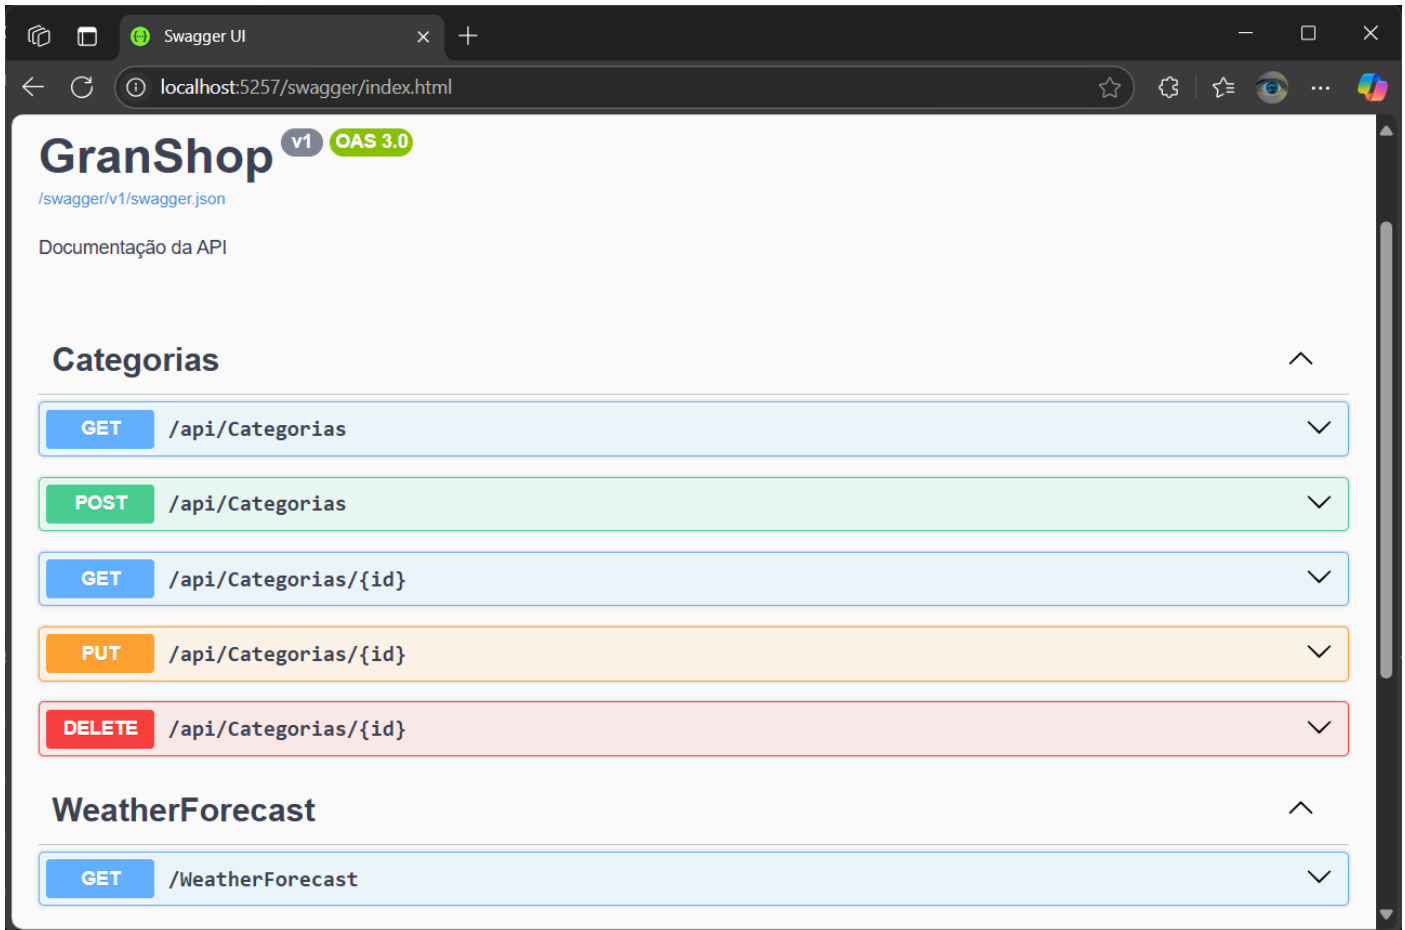 Swagger UI
localhost:5257/swagger/index.html
GranShop v1 OAS 3.0
/swagger/v1/swagger.json
Documentação da API
Categorias
GET /api/Categorias
POST /api/Categorias
GET /api/Categorias/{id}
PUT /api/Categorias/{id}
DELETE /api/Categorias/{id}
WeatherForecast
GET /WeatherForecast